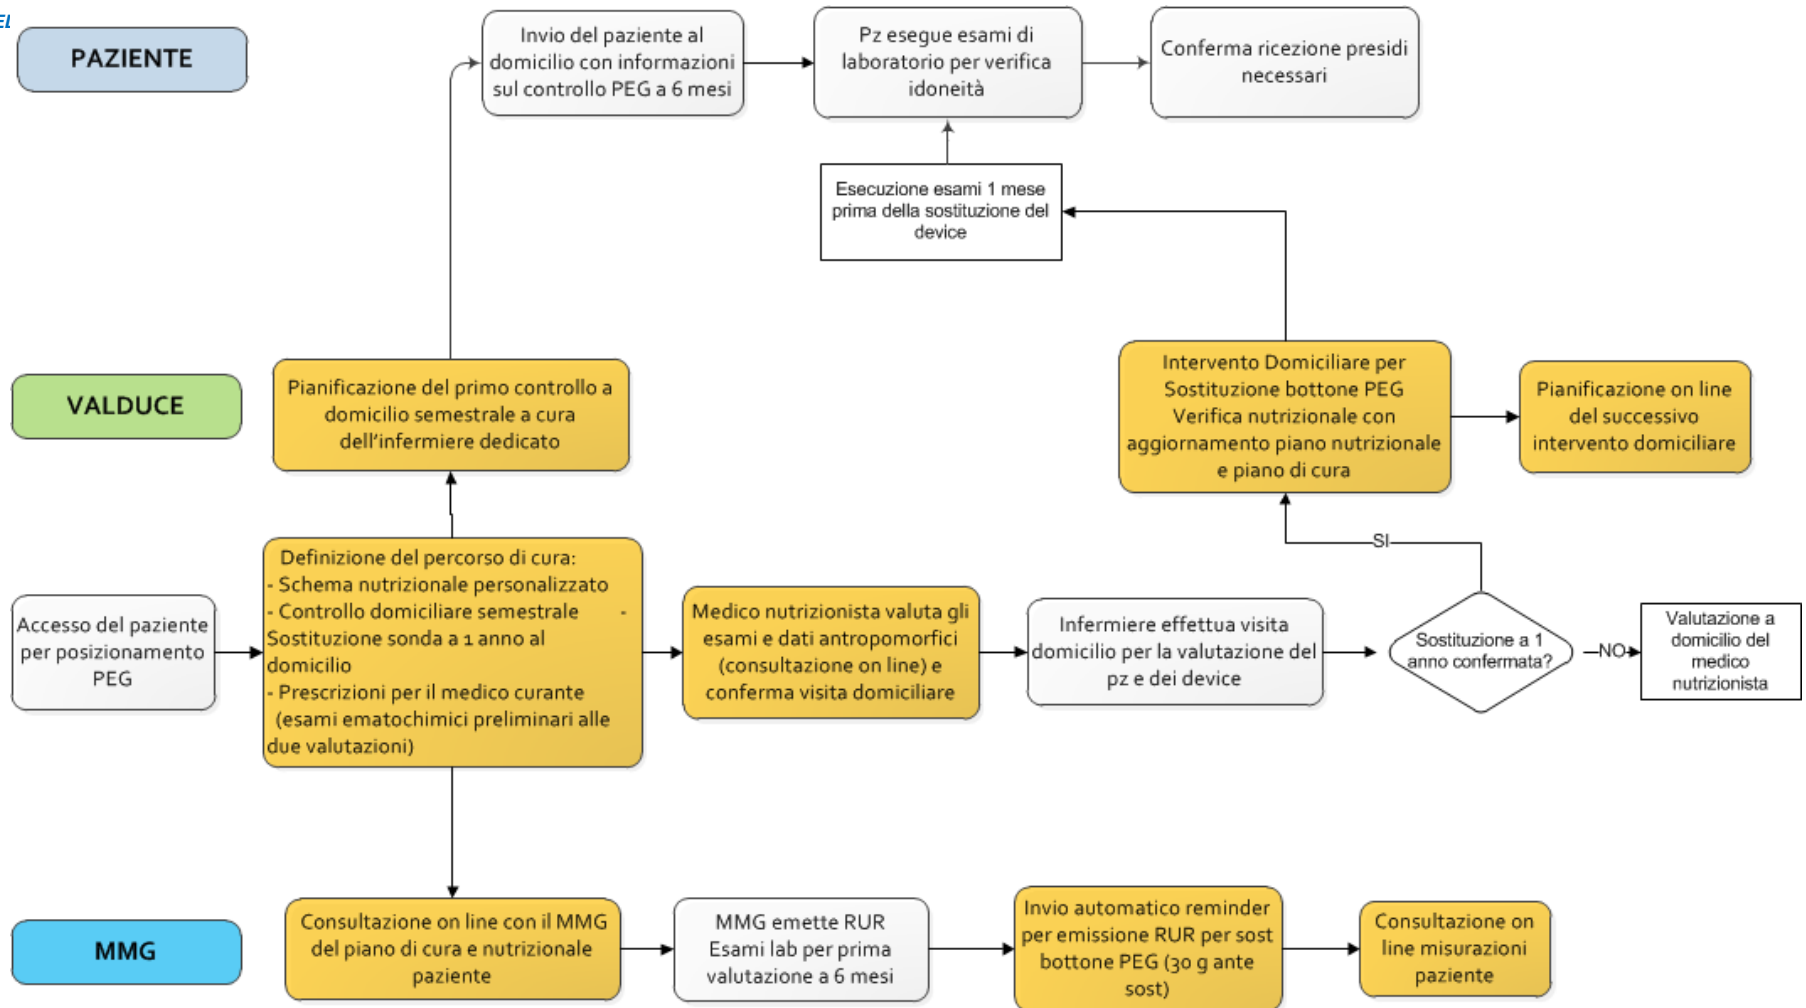 PAZIENTE
Invio del paziente al
domicilio con informazioni
sul controllo PEG a 6 mesi
Pz esegue esami di
laboratorio per verifica
idoneità
Conferma ricezione presidi
necessari
Esecuzione esami 1 mese
prima della sostituzione del
device
VALDUCE
Pianificazione del primo controllo a
domicilio semestrale a cura
dell'infermiere dedicato
Intervento Domiciliare per
Sostituzione bottone PEG
Verifica nutrizionale con
aggiornamento piano nutrizionale
e piano di cura
Pianificazione on line
del successivo
intervento domiciliare
SI
Accesso del paziente
per posizionamento
PEG
Definizione del percorso di cura:
- Schema nutrizionale personalizzato
- Controllo domiciliare semestrale -
Sostituzione sonda a 1 anno al
domicilio
- Prescrizioni per il medico curante
(esami ematochimici preliminari alle
due valutazioni)
Medico nutrizionista valuta gli
esami e dati antropomorfici
(consultazione on line) e
conferma visita domiciliare
Infermiere effettua visita
domicilio per la valutazione del
pz e dei device
Sostituzione a 1
anno confermata?
NO
Valutazione a
domicilio del
medico
nutrizionista
MMG
Consultazione on line con il MMG
del piano di cura e nutrizionale
paziente
MMG emette RUR
Esami lab per prima
valutazione a 6 mesi
Invio automatico reminder
per emissione RUR per sost
bottone PEG (30 g ante
sost)
Consultazione on
line misurazioni
paziente